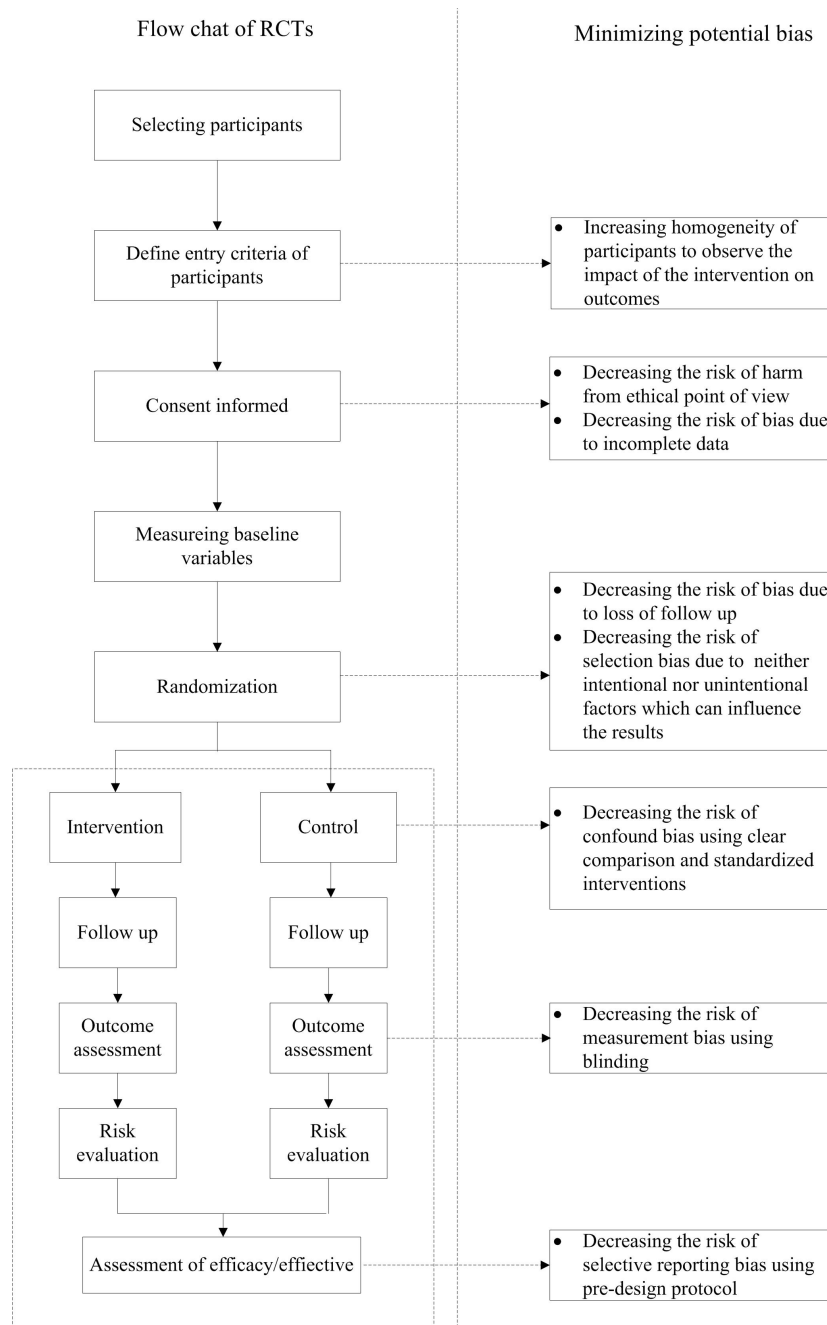 Flow chat of RCTs
Minimizing potential bias
Selecting participants
Define entry criteria of
participants
● Increasing homogeneity of
participants to observe the
impact of the intervention on
outcomes
Consent informed
● Decreasing the risk of harm
from ethical point of view
● Decreasing the risk of bias due
to incomplete data
Measureing baseline
variables
Randomization
● Decreasing the risk of bias due
to loss of follow up
● Decreasing the risk of
selection bias due to neither
intentional nor unintentional
factors which can influence
the results
Intervention
Control
● Decreasing the risk of
confound bias using clear
comparison and standardized
interventions
Follow up
Follow up
Outcome
assessment
Outcome
assessment
● Decreasing the risk of
measurement bias using
blinding
Risk
evaluation
Risk
evaluation
Assessment of efficacy/effiective
● Decreasing the risk of
selective reporting bias using
pre-design protocol